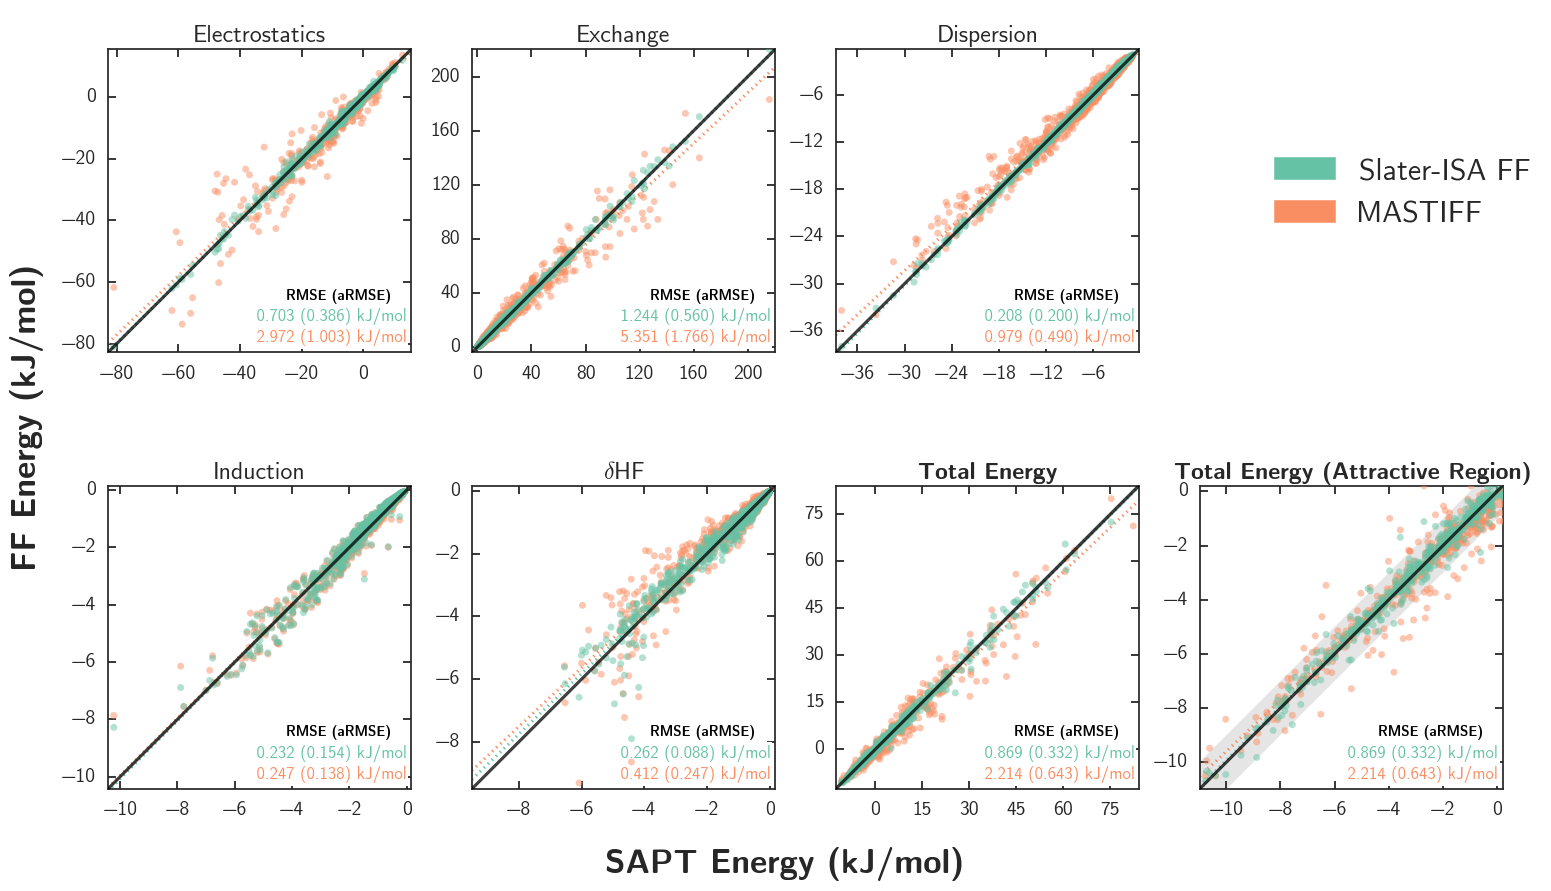 Electrostatics
0
−20
−40
−60
−80
−80 −60 −40 −20 0
RMSE (aRMSE)
0.703 (0.386) kJ/mol
2.972 (1.003) kJ/mol
Exchange
200
160
120
80
40
0
0 40 80 120 160 200
RMSE (aRMSE)
1.244 (0.560) kJ/mol
5.351 (1.766) kJ/mol
Dispersion
−6
−12
−18
−24
−30
−36
−36 −30 −24 −18 −12 −6
RMSE (aRMSE)
0.208 (0.200) kJ/mol
0.979 (0.490) kJ/mol
Slater-ISA FF
MASTIFF
FF Energy (kJ/mol)
Induction
0
−2
−4
−6
−8
−10
−10 −8 −6 −4 −2 0
RMSE (aRMSE)
0.232 (0.154) kJ/mol
0.247 (0.138) kJ/mol
δHF
0
−2
−4
−6
−8
−8 −6 −4 −2 0
RMSE (aRMSE)
0.262 (0.088) kJ/mol
0.412 (0.247) kJ/mol
Total Energy
75
60
45
30
15
0
0 15 30 45 60 75
RMSE (aRMSE)
0.869 (0.332) kJ/mol
2.214 (0.643) kJ/mol
Total Energy (Attractive Region)
0
−2
−4
−6
−8
−10
−10 −8 −6 −4 −2 0
RMSE (aRMSE)
0.869 (0.332) kJ/mol
2.214 (0.643) kJ/mol
SAPT Energy (kJ/mol)